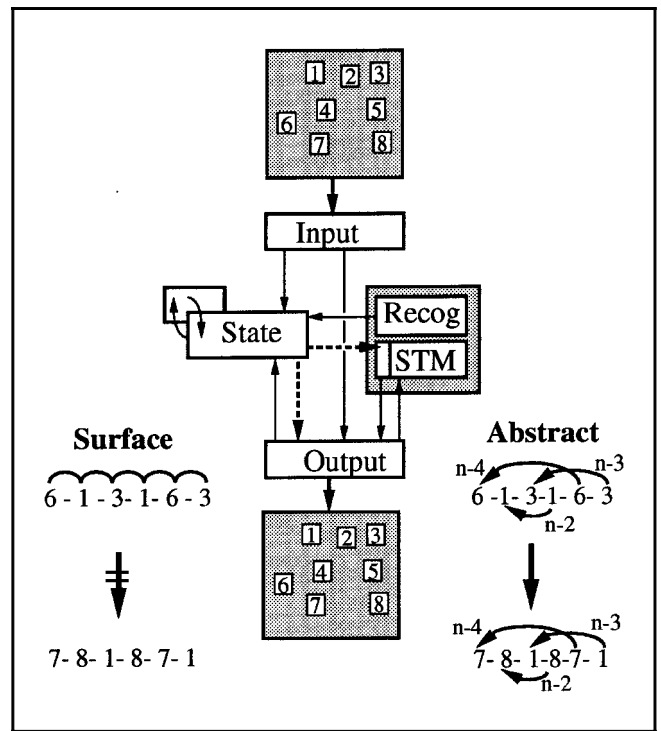 1 2 3
4 5
6
7 8
Input
State
Recog
STM
Output
Surface
6 - 1 - 3 - 1 - 6 - 3
7- 8- 1- 8- 7- 1
1 2 3
4 5
6
7 8
Abstract
n-4 n-3
6 -1- 3-1- 6- 3
n-2
n-4 n-3
7- 8- 1-8-7- 1
n-2